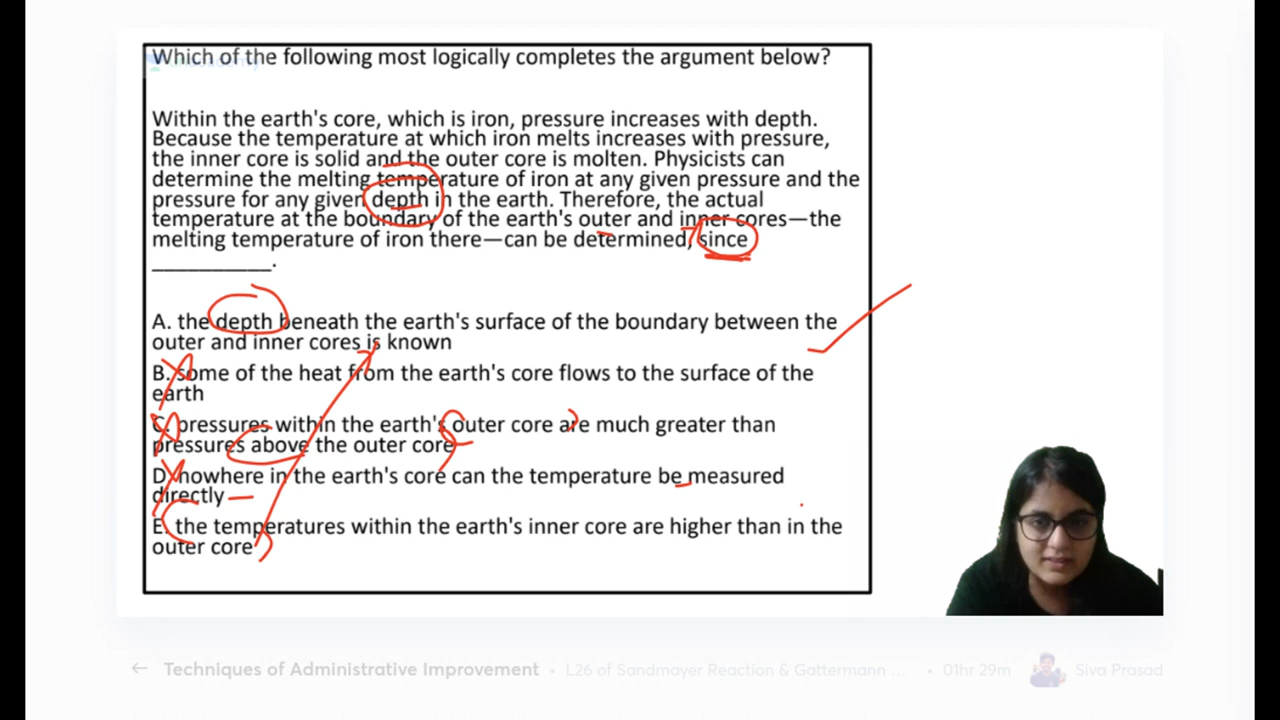 Which of the following most logically completes the argument below?
Within the earth's core, which is iron, pressure increases with depth.
Because the temperature at which iron melts increases with pressure,
the inner core is solid and the outer core is molten. Physicists can
determine the melting temperature of iron at any given pressure and the
pressure for any given depth in the earth. Therefore, the actual
temperature at the boundary of the earth's outer and inner cores—the
melting temperature of iron there—can be determined, since
___________.
A. the depth beneath the earth's surface of the boundary between the
outer and inner cores is known
B. some of the heat from the earth's core flows to the surface of the
earth
C. pressures within the earth's outer core are much greater than
pressures above the outer core
D. nowhere in the earth's core can the temperature be measured
directly
E. the temperatures within the earth's inner core are higher than in the
outer core
← Techniques of Administrative Improvement • L26 of Sandmayer Reaction & Gattermann ... • 01hr 29m Siva Prasad